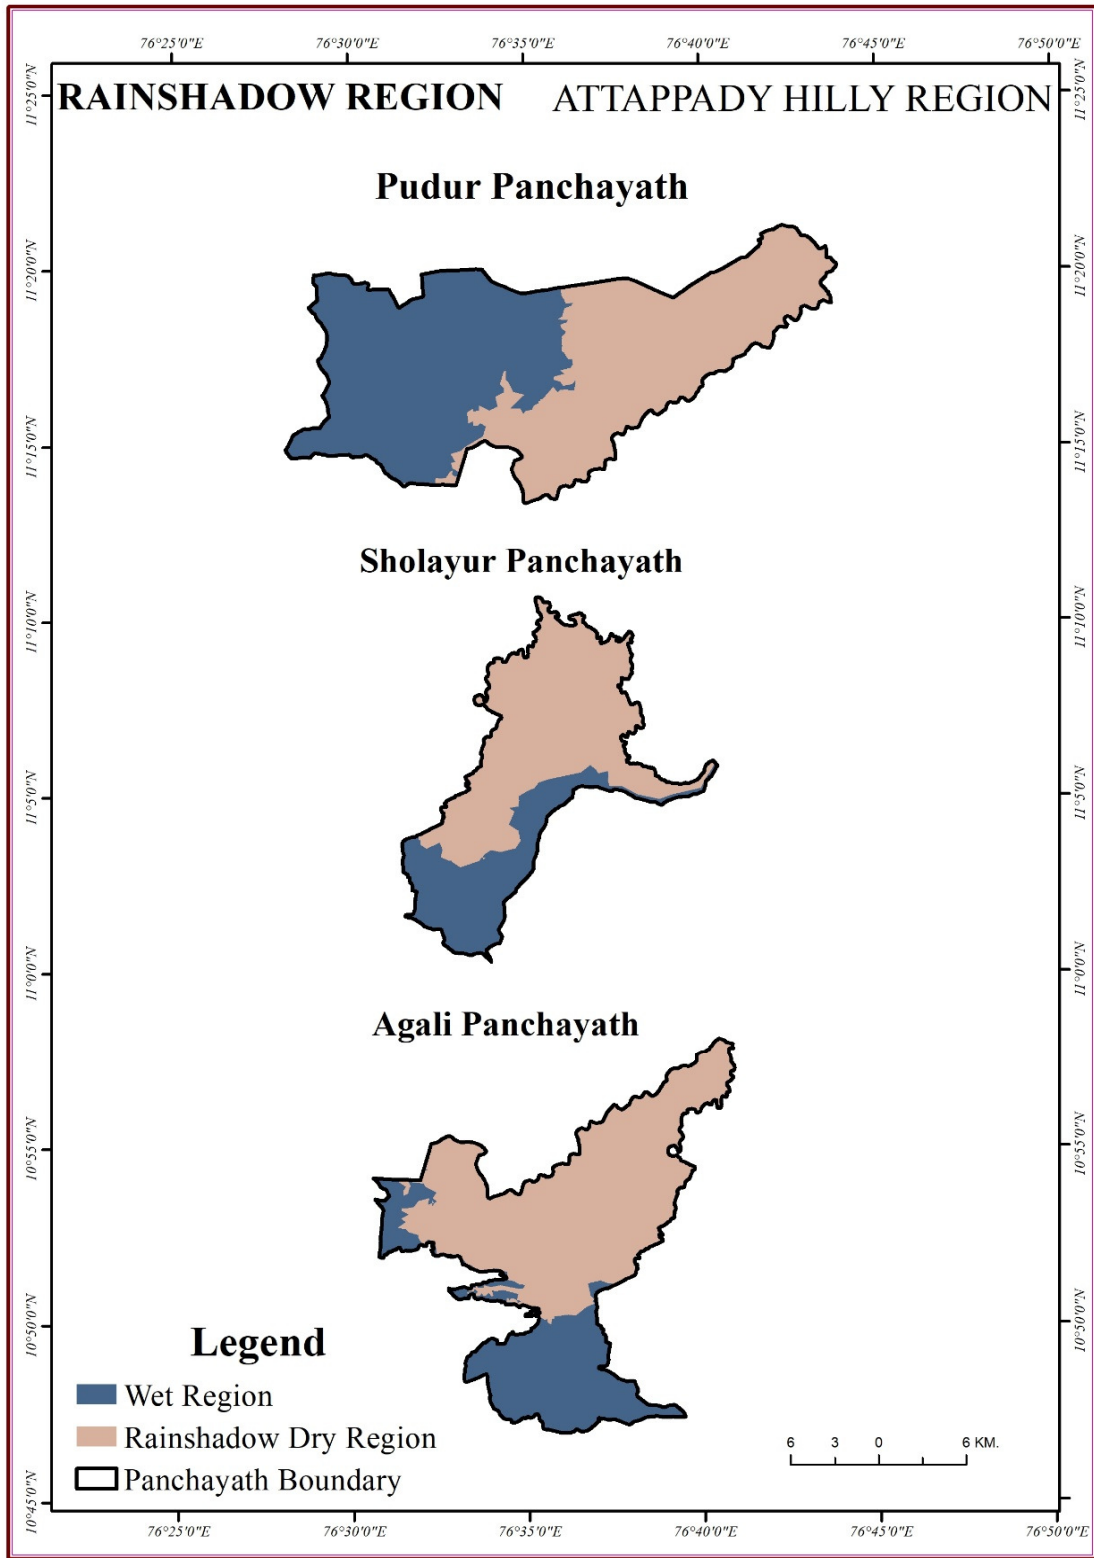 76°25'0"E 76°30'0"E 76°35'0"E 76°40'0"E 76°45'0"E 76°50'0"E
RAINSHADOW REGION ATTAPPADY HILLY REGION
11°25'0"N 11°25'0"N
Pudur Panchayath
11°20'0"N 11°20'0"N
11°15'0"N 11°15'0"N
Sholayur Panchayath
11°10'0"N 11°10'0"N
11°5'0"N 11°5'0"N
11°0'0"N 11°0'0"N
Agali Panchayath
10°55'0"N 10°55'0"N
10°50'0"N 10°50'0"N
Legend
Wet Region
Rainshadow Dry Region
Panchayath Boundary
6 3 0 6 KM.
10°45'0"N
76°25'0"E 76°30'0"E 76°35'0"E 76°40'0"E 76°45'0"E 76°50'0"E